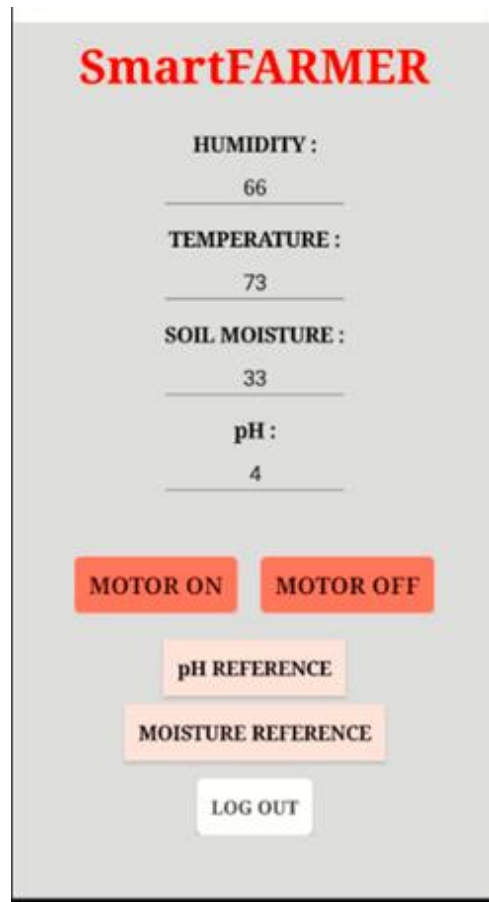 SmartFARMER
HUMIDITY :
66
TEMPERATURE :
73
SOIL MOISTURE :
33
pH :
4
MOTOR ON MOTOR OFF
pH REFERENCE
MOISTURE REFERENCE
LOG OUT